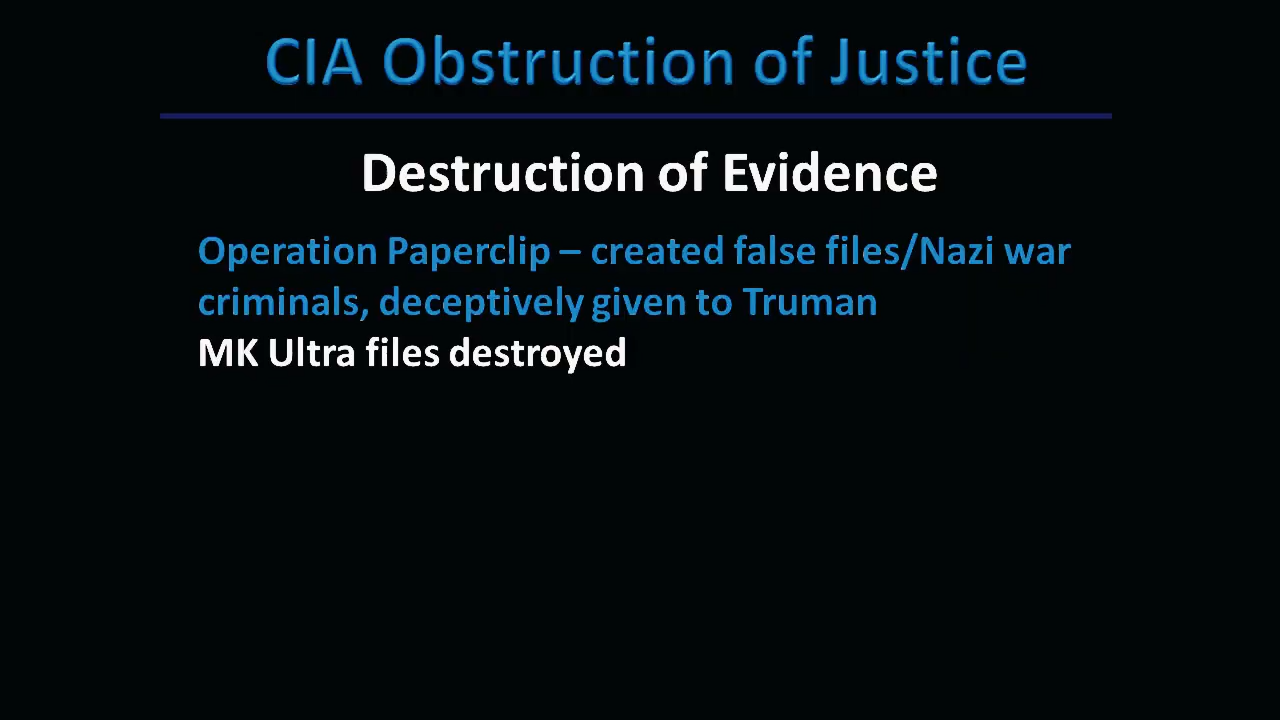 CIA Obstruction of Justice
Destruction of Evidence
Operation Paperclip – created false files/Nazi war
criminals, deceptively given to Truman
MK Ultra files destroyed